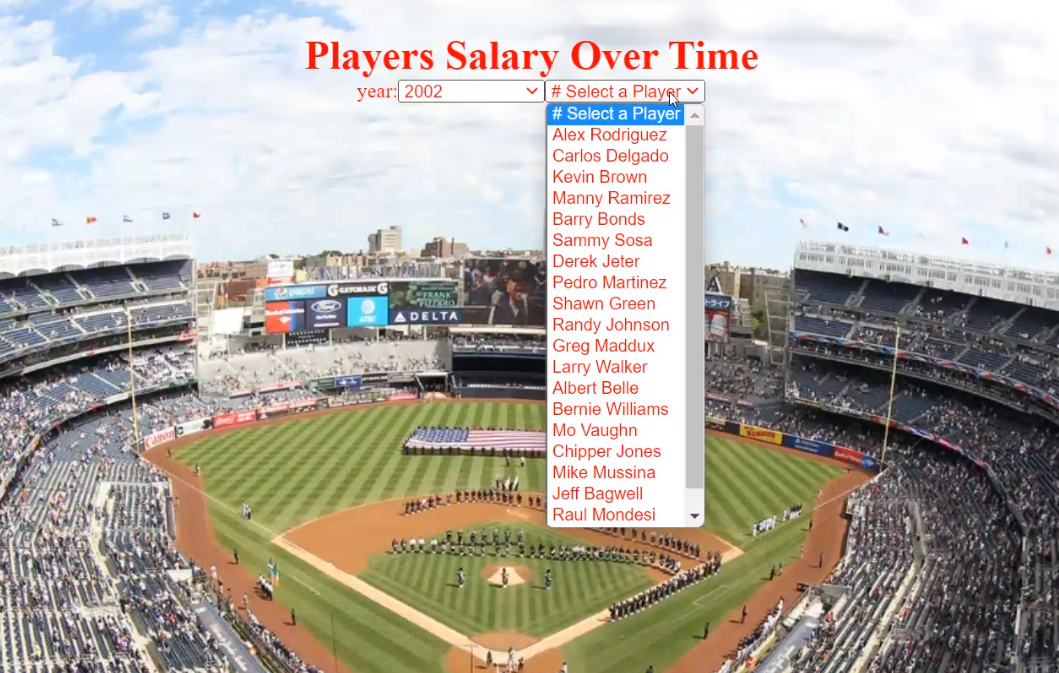 Players Salary Over Time
year: 2002 # Select a Player
# Select a Player
Alex Rodriguez
Carlos Delgado
Kevin Brown
Manny Ramirez
Barry Bonds
Sammy Sosa
Derek Jeter
Pedro Martinez
Shawn Green
Randy Johnson
Greg Maddux
Larry Walker
Albert Belle
Bernie Williams
Mo Vaughn
Chipper Jones
Mike Mussina
Jeff Bagwell
Raul Mondesi
pepsi GATORADE G
Ford AT&T
FRANK
DELTA
Canon